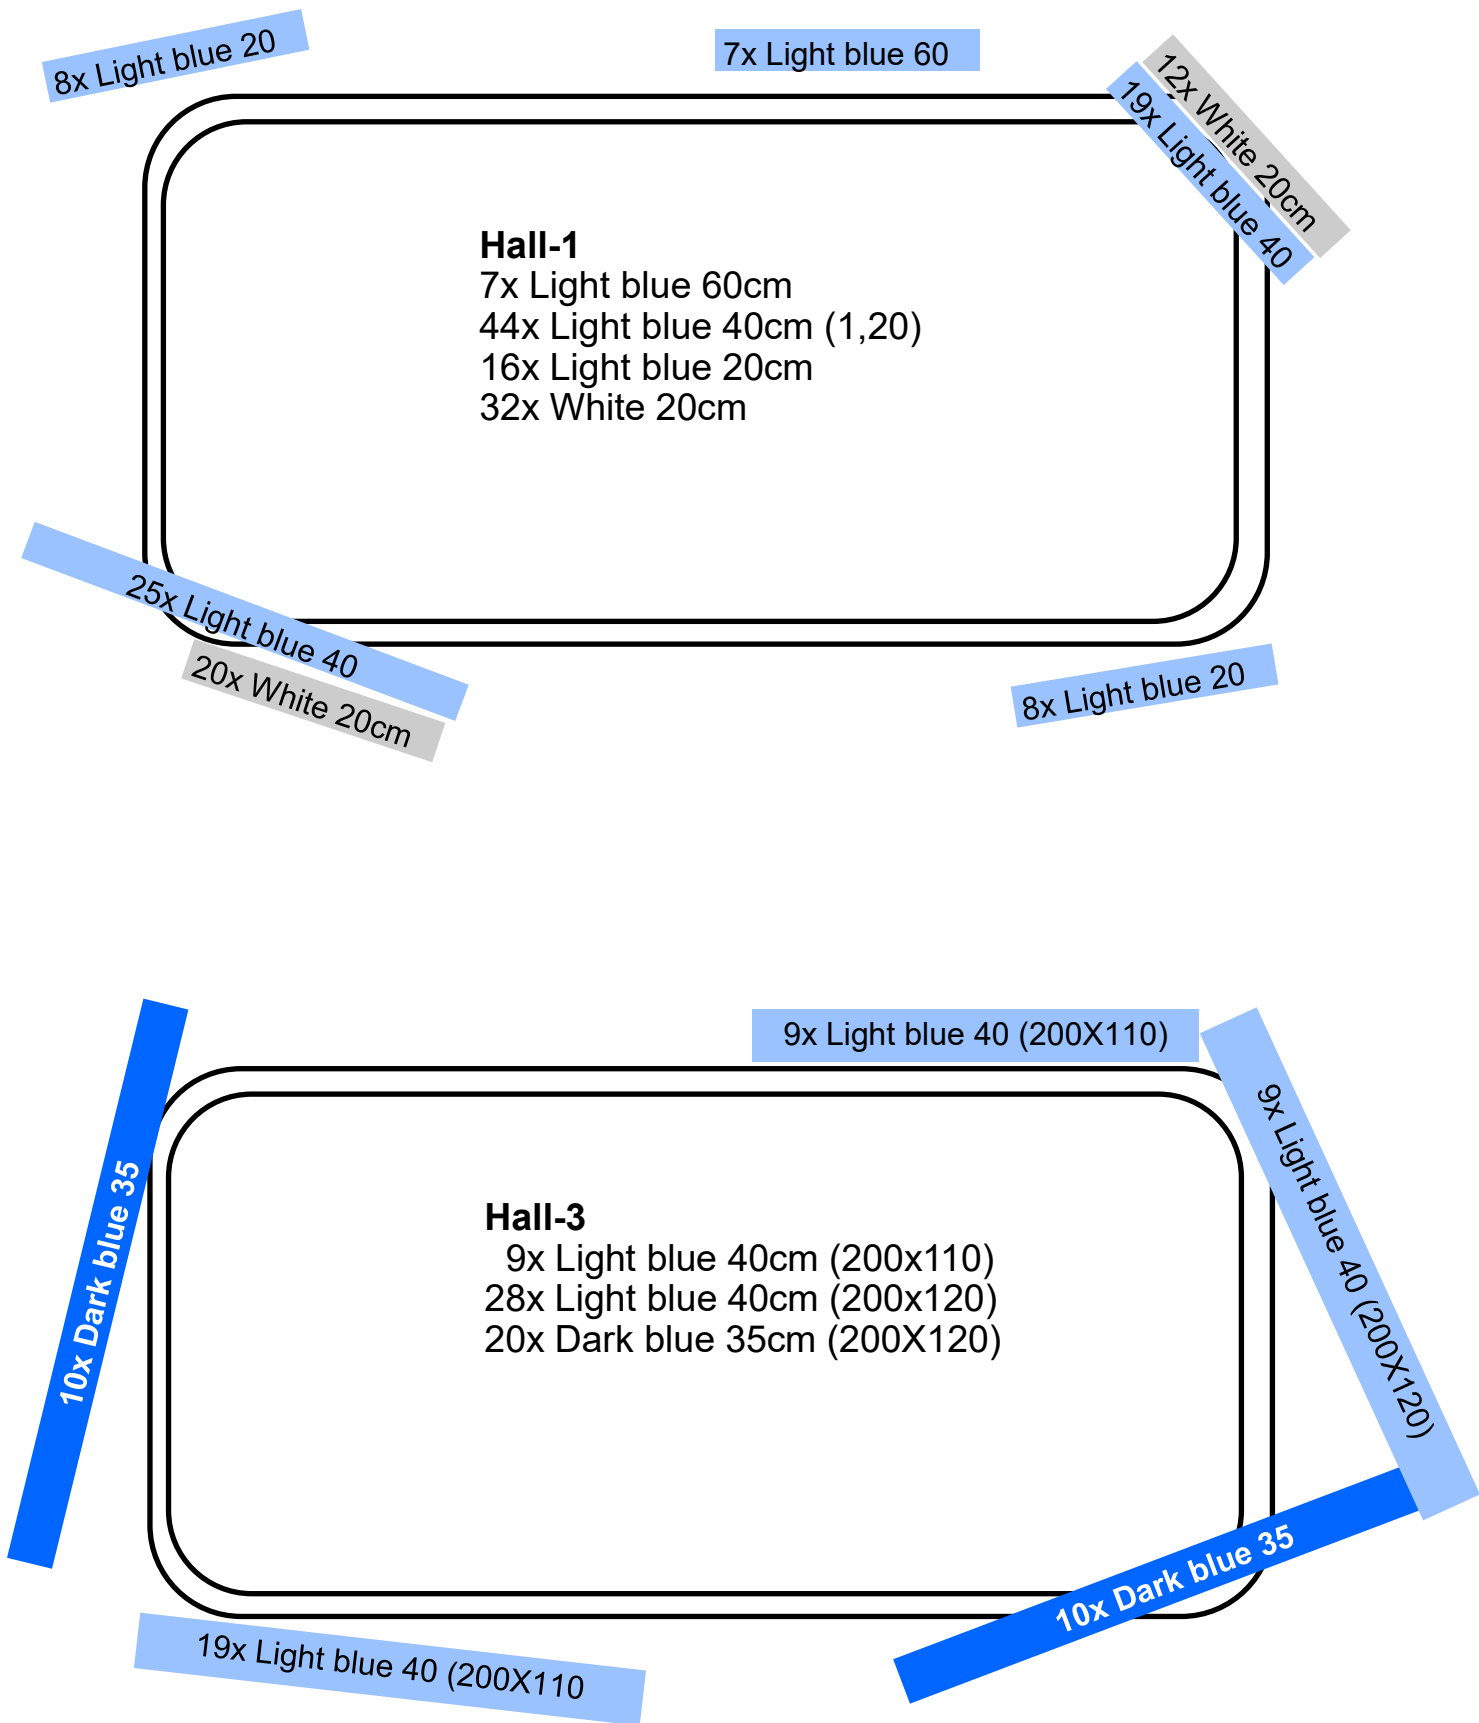 8x Light blue 20
7x Light blue 60
12x White 20cm
19x Light blue 40
Hall-1
7x Light blue 60cm
44x Light blue 40cm (1,20)
16x Light blue 20cm
32x White 20cm
25x Light blue 40
20x White 20cm
8x Light blue 20
9x Light blue 40 (200X110)
9x Light blue 40 (200X120)
10x Dark blue 35
Hall-3
9x Light blue 40cm (200x110)
28x Light blue 40cm (200x120)
20x Dark blue 35cm (200X120)
10x Dark blue 35
19x Light blue 40 (200X110